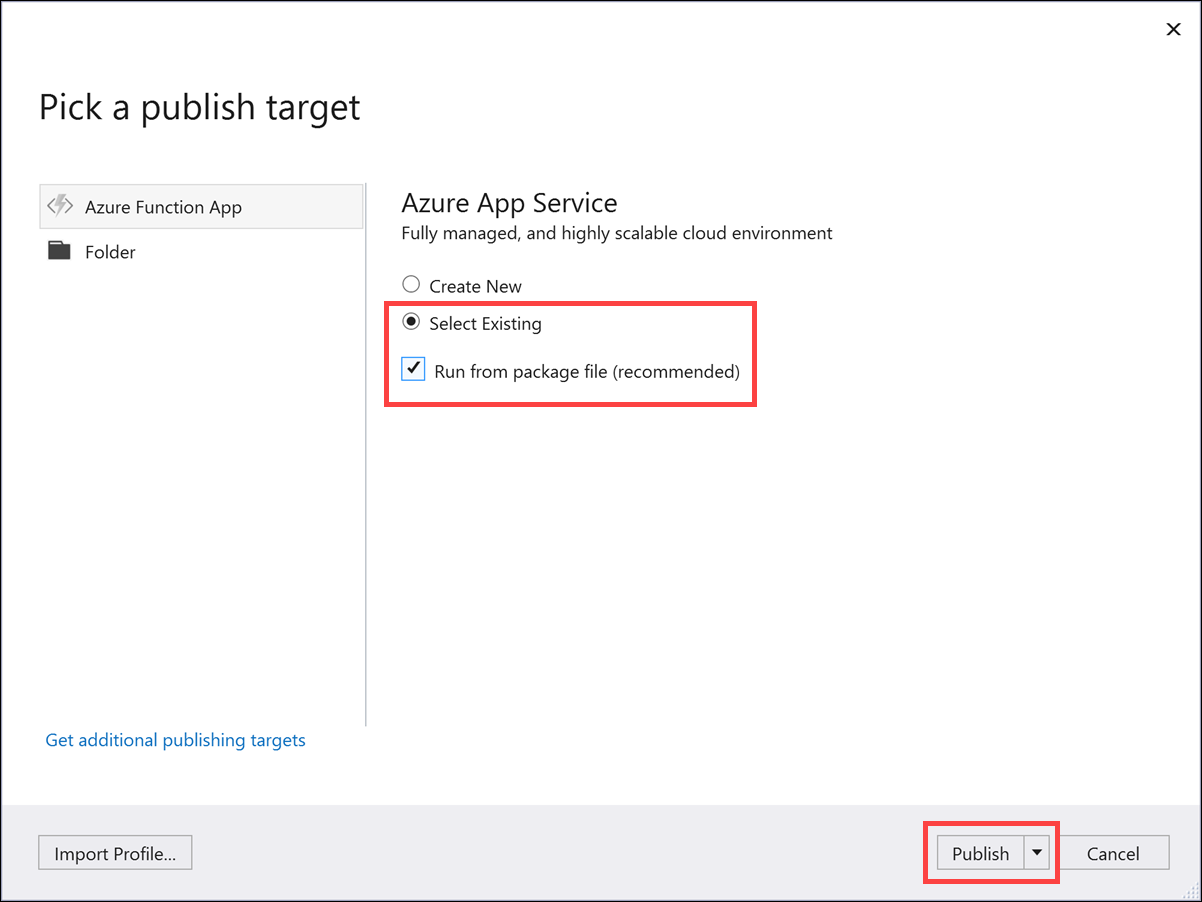 Pick a publish target
Azure Function App
Folder
Get additional publishing targets
Azure App Service
Fully managed, and highly scalable cloud environment
Create New
Select Existing
Run from package file (recommended)
Import Profile...
Publish
Cancel